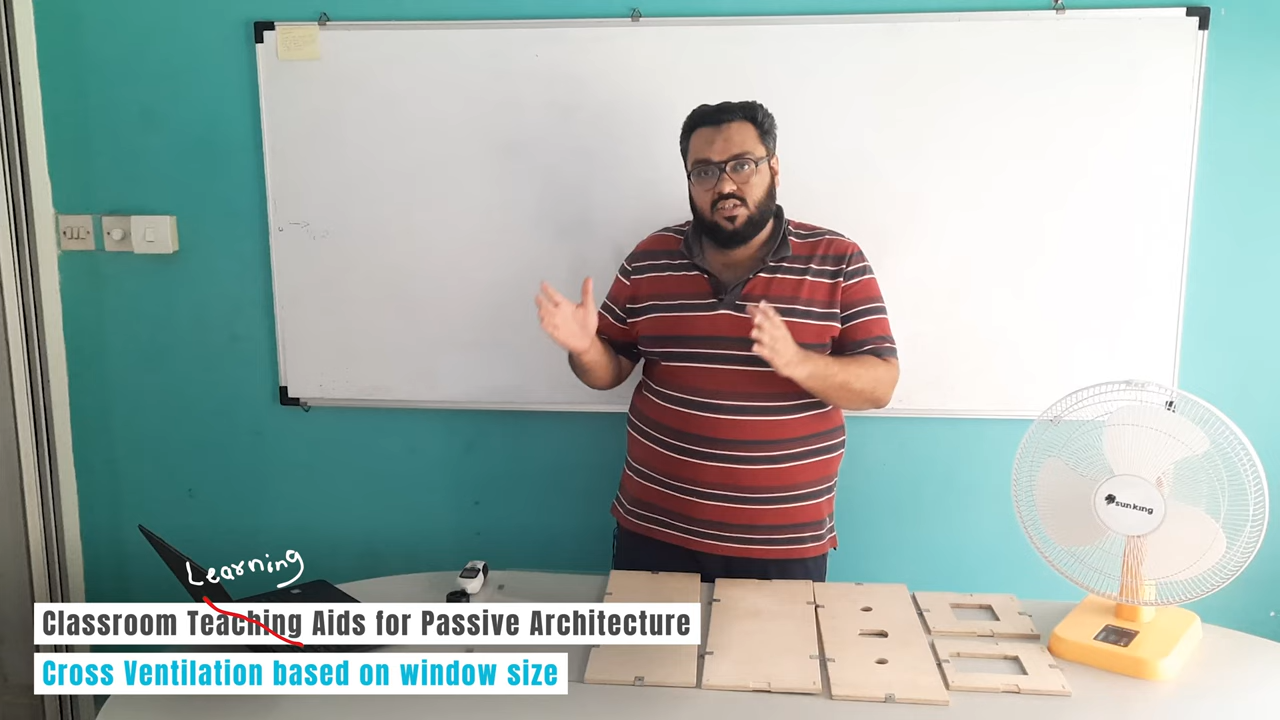 sun king
Learning
Classroom Teaching Aids for Passive Architecture
Cross Ventilation based on window size